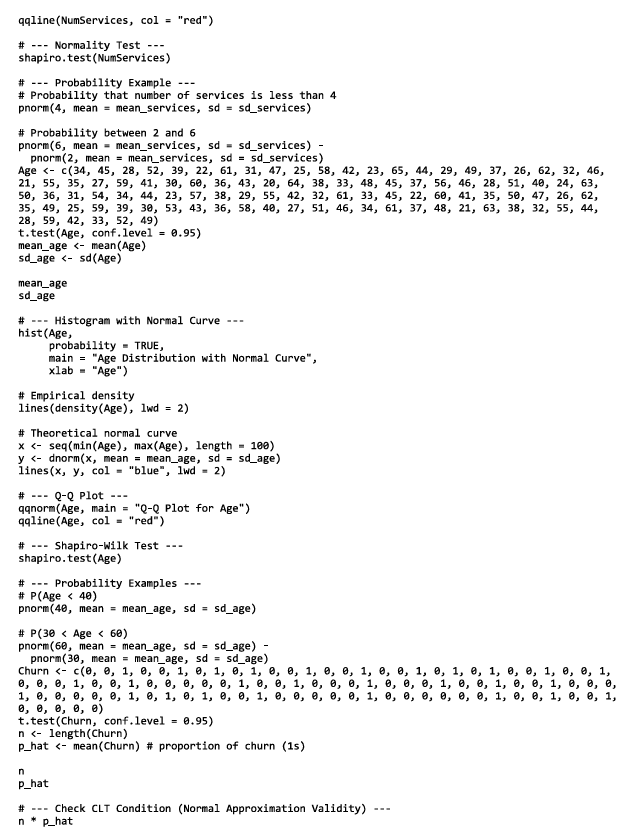 qqline(NumServices, col = "red")
# --- Normality Test ---
shapiro.test(NumServices)
# --- Probability Example ---
# Probability that number of services is less than 4
pnorm(4, mean = mean_services, sd = sd_services)
# Probability between 2 and 6
pnorm(6, mean = mean_services, sd = sd_services) -
pnorm(2, mean = mean_services, sd = sd_services)
Age <- c(34, 45, 28, 52, 39, 22, 61, 31, 47, 25, 58, 42, 23, 65, 44, 29, 49, 37, 26, 62, 32, 46,
21, 55, 35, 27, 59, 41, 30, 60, 36, 43, 20, 64, 38, 33, 48, 45, 37, 56, 46, 28, 51, 40, 24, 63,
50, 36, 31, 54, 34, 44, 23, 57, 38, 29, 55, 42, 32, 61, 33, 45, 22, 60, 41, 35, 50, 47, 26, 62,
35, 49, 25, 59, 39, 30, 53, 43, 36, 58, 40, 27, 51, 46, 34, 61, 37, 48, 21, 63, 38, 32, 55, 44,
28, 59, 42, 33, 52, 49)
t.test(Age, conf.level = 0.95)
mean_age <- mean(Age)
sd_age <- sd(Age)
mean_age
sd_age
# --- Histogram with Normal Curve ---
hist(Age,
probability = TRUE,
main = "Age Distribution with Normal Curve",
xlab = "Age")
# Empirical density
lines(density(Age), lwd = 2)
# Theoretical normal curve
x <- seq(min(Age), max(Age), length = 100)
y <- dnorm(x, mean = mean_age, sd = sd_age)
lines(x, y, col = "blue", lwd = 2)
# --- Q-Q Plot ---
qqnorm(Age, main = "Q-Q Plot for Age")
qqline(Age, col = "red")
# --- Shapiro-Wilk Test ---
shapiro.test(Age)
# --- Probability Examples ---
# P(Age < 40)
pnorm(40, mean = mean_age, sd = sd_age)
# P(30 < Age < 60)
pnorm(60, mean = mean_age, sd = sd_age) -
pnorm(30, mean = mean_age, sd = sd_age)
Churn <- c(0, 0, 1, 0, 0, 1, 0, 1, 0, 1, 0, 0, 1, 0, 0, 1, 0, 0, 1, 0, 1, 0, 1, 0, 0, 1, 0, 0, 1,
0, 0, 0, 1, 0, 0, 1, 0, 0, 0, 0, 0, 1, 0, 0, 1, 0, 0, 0, 1, 0, 0, 0, 1, 0, 0, 1, 0, 0, 1, 0, 0, 0,
1, 0, 0, 0, 0, 0, 1, 0, 1, 0, 1, 0, 0, 1, 0, 0, 0, 0, 0, 1, 0, 0, 0, 0, 0, 0, 1, 0, 0, 1, 0, 0, 1,
0, 0, 0, 0, 0)
t.test(Churn, conf.level = 0.95)
n <- length(Churn)
p_hat <- mean(Churn) # proportion of churn (1s)
n
p_hat
# --- Check CLT Condition (Normal Approximation Validity) ---
n * p_hat